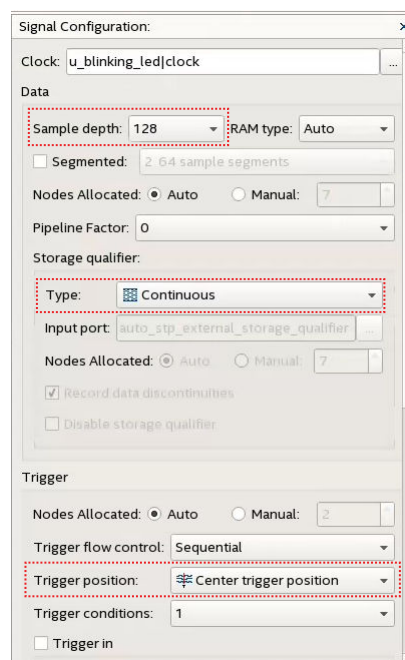 Signal Configuration:
Clock: u_blinking_led|clock ...
Data
Sample depth: 128 RAM type: Auto
Segmented: 2 64 sample segments
Nodes Allocated: Auto Manual: 7
Pipeline Factor: 0
Storage qualifier:
Type: Continuous
Input port: auto_stp_external_storage_qualifier ...
Nodes Allocated: Auto Manual: 7
Record data discontinuities
Disable storage qualifier
Trigger
Nodes Allocated: Auto Manual: 2
Trigger flow control: Sequential
Trigger position: Center trigger position
Trigger conditions: 1
Trigger in